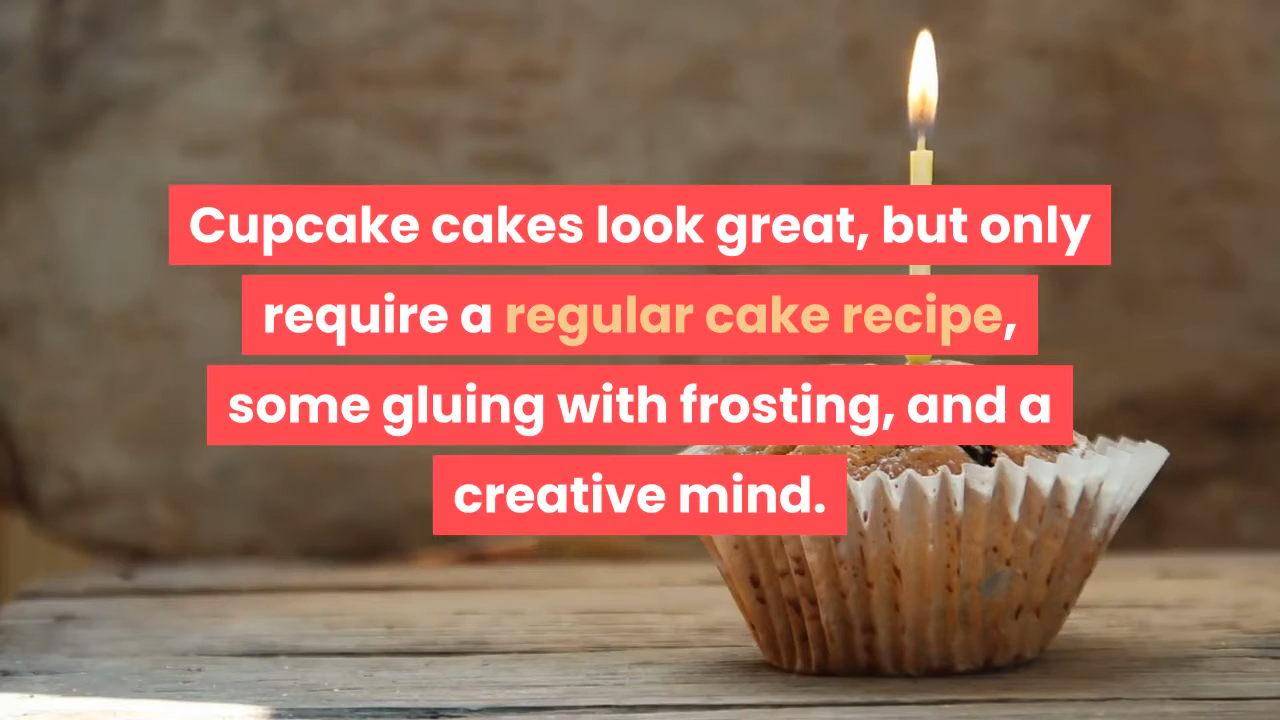 Cupcake cakes look great, but only
require a regular cake recipe,
some gluing with frosting, and a
creative mind.